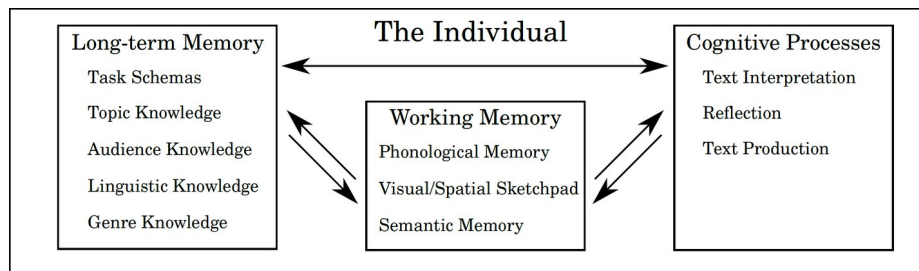 The Individual
Long-term Memory
Task Schemas
Topic Knowledge
Audience Knowledge
Linguistic Knowledge
Genre Knowledge
Working Memory
Phonological Memory
Visual/Spatial Sketchpad
Semantic Memory
Cognitive Processes
Text Interpretation
Reflection
Text Production